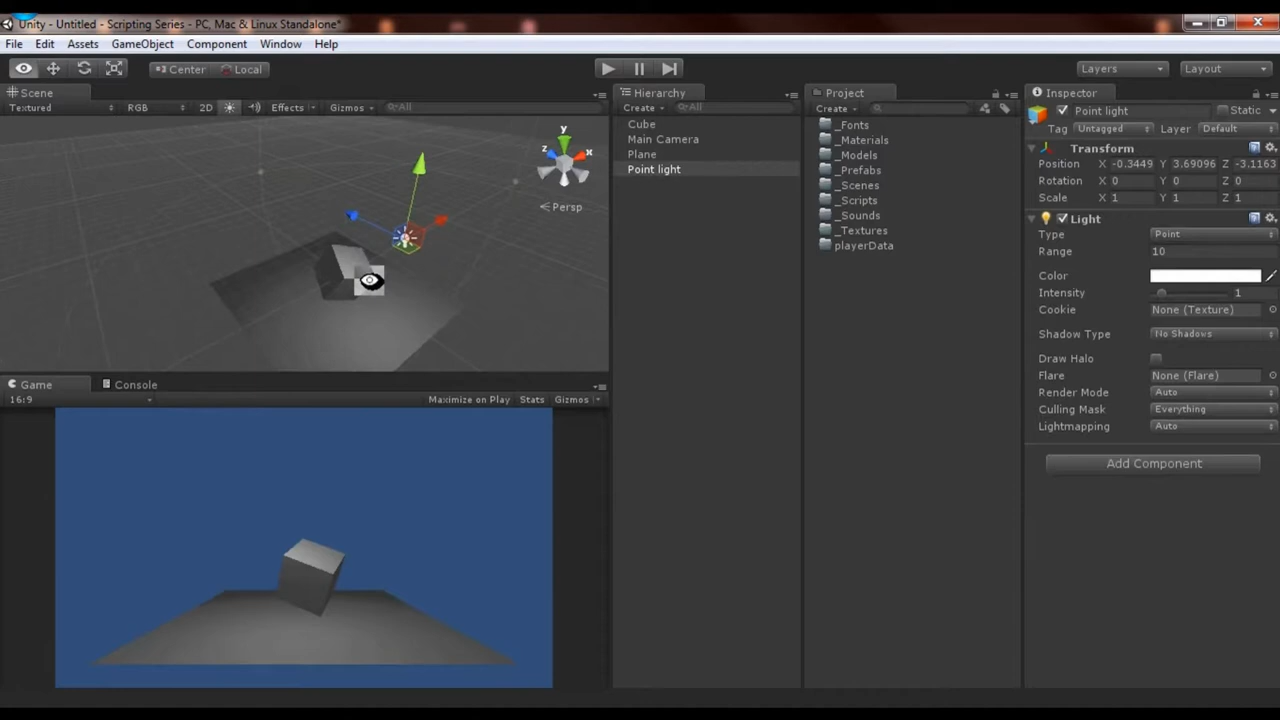 Unity - Untitled - Scripting Series - PC, Mac & Linux Standalone*
File Edit Assets GameObject Component Window Help
Center Local Layers Layout
Scene
Textured RGB 2D Effects Gizmos All
y
z x
Persp
Game Console
16:9 Maximize on Play Stats Gizmos
Hierarchy
Create All
Cube
Main Camera
Plane
Point light
Project
Create
_Fonts
_Materials
_Models
_Prefabs
_Scenes
_Scripts
_Sounds
_Textures
playerData
Inspector
Point light Static
Tag Untagged Layer Default
Transform
Position X -0.3449 Y 3.69096 Z -3.1163
Rotation X 0 Y 0 Z 0
Scale X 1 Y 1 Z 1
Light
Type Point
Range 10
Color
Intensity 1
Cookie None (Texture)
Shadow Type No Shadows
Draw Halo
Flare None (Flare)
Render Mode Auto
Culling Mask Everything
Lightmapping Auto
Add Component